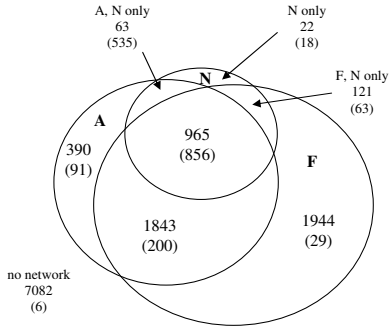 A, N only
63
(535)
N only
22
(18)
N
F, N only
121
(63)
A
965
(856)
390
(91)
F
1843
(200)
1944
(29)
no network
7082
(6)